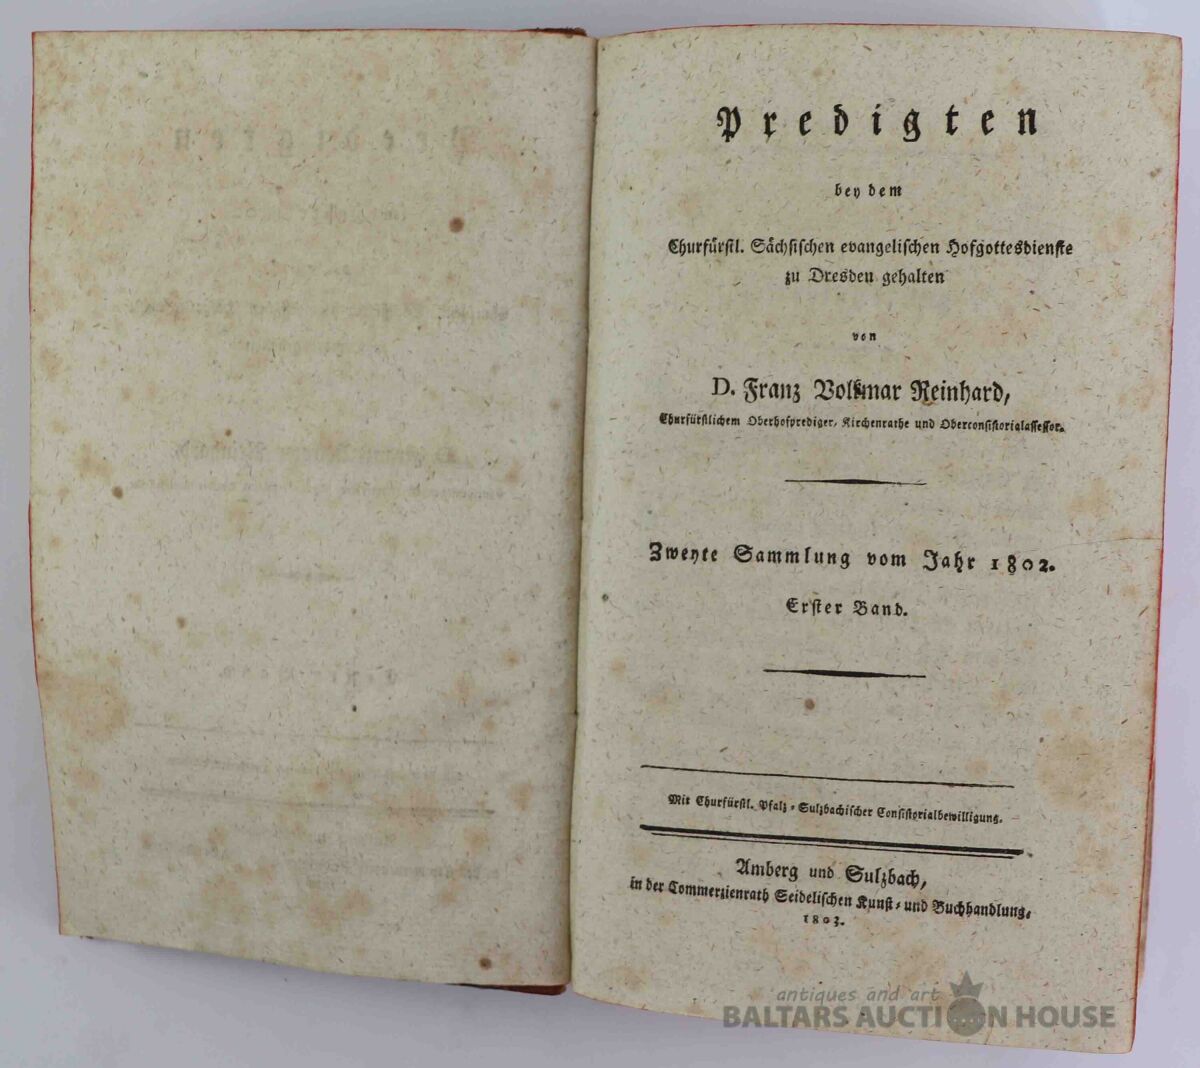 Predigten
bey dem
Churfürstl. Sächsischen evangelischen Hofgottesdienste
zu Dresden gehalten
von
D. Franz Volkmar Reinhard,
Churfürstlichem Oberhofprediger, Kirchenrathe und Oberconsistorialassessor.
Zweyte Sammlung vom Jahr 1802.
Erster Band.
Mit Churfürstl. Pfalz-Sulzbachischer Consistorialbewilligung.
Amberg und Sulzbach,
in der Commerzienrath Seidelischen Kunst- und Buchhandlung,
1803.
antiques and art
BALTARS AUCTION HOUSE